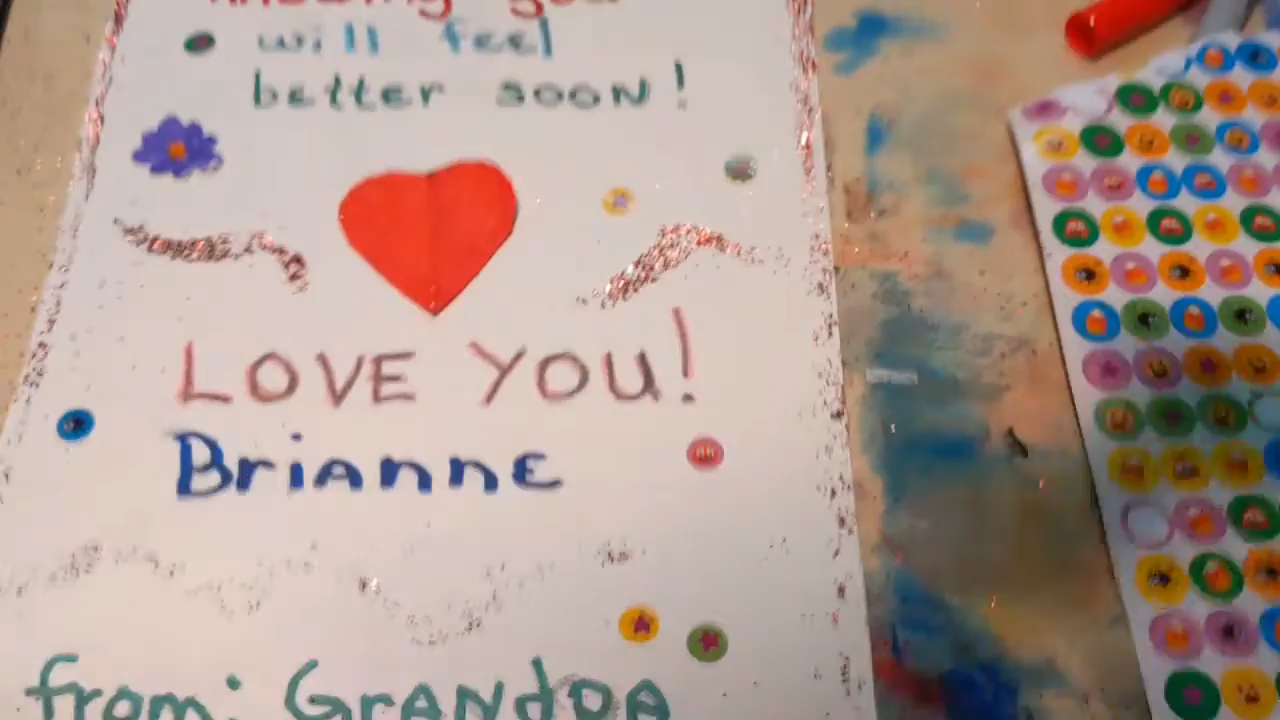 will feel
better soon!
LOVE YOU!
Brianne
from: GRANdPA